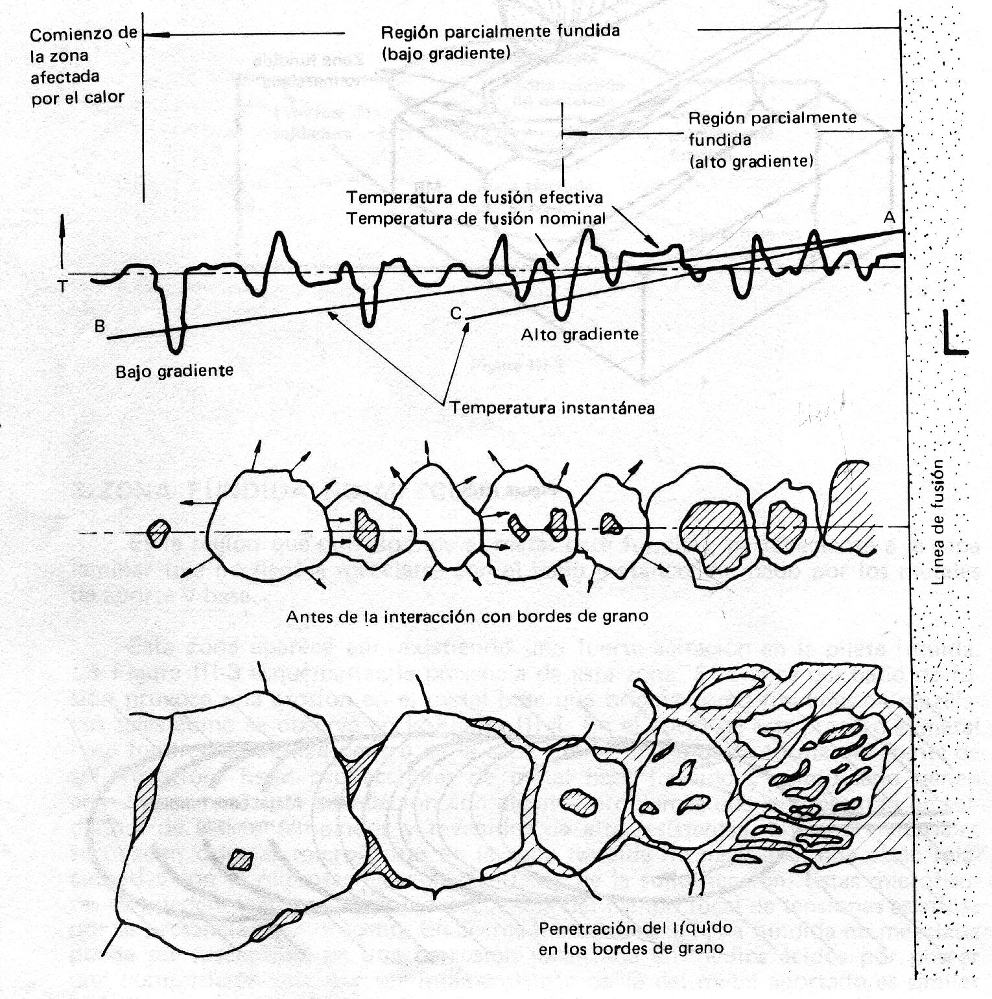 Comienzo de
la zona
afectada
por el calor
Región parcialmente fundida
(bajo gradiente)
Región parcialmente
fundida
(alto gradiente)
Temperatura de fusión efectiva
Temperatura de fusión nominal
A
T
B
C
Alto gradiente
L
Bajo gradiente
Temperatura instantánea
Línea de fusión
Antes de la interacción con bordes de grano
Penetración del líquido
en los bordes de grano